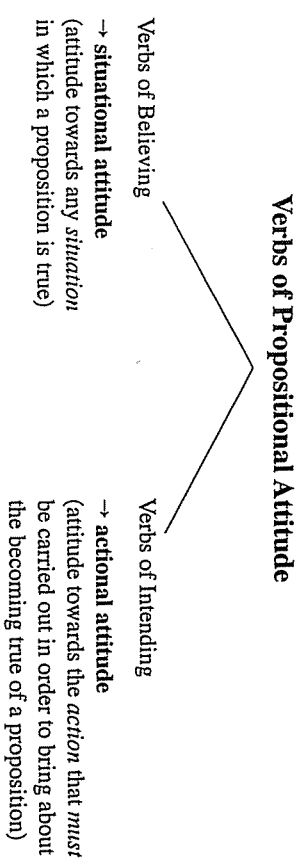 Verbs of Propositional Attitude
Verbs of Believing
→ situational attitude
(attitude towards any situation
in which a proposition is true)
Verbs of Intending
→ actional attitude
(attitude towards the action that must
be carried out in order to bring about
the becoming true of a proposition)